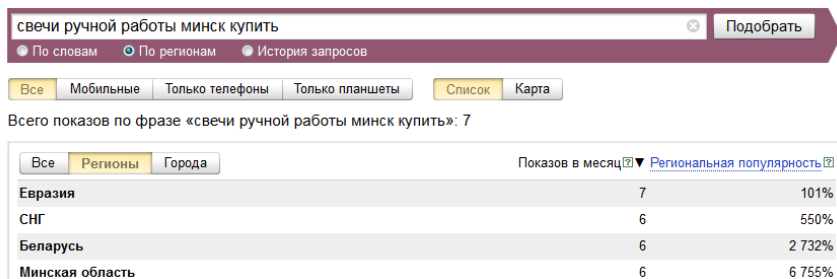 свечи ручной работы минск купить Подобрать
По словам По регионам История запросов
Все Мобильные Только телефоны Только планшеты Список Карта
Всего показов по фразе «свечи ручной работы минск купить»: 7
Все Регионы Города Показов в месяц ? ▼ Региональная популярность ?
Евразия 7 101%
СНГ 6 550%
Беларусь 6 2 732%
Минская область 6 6 755%